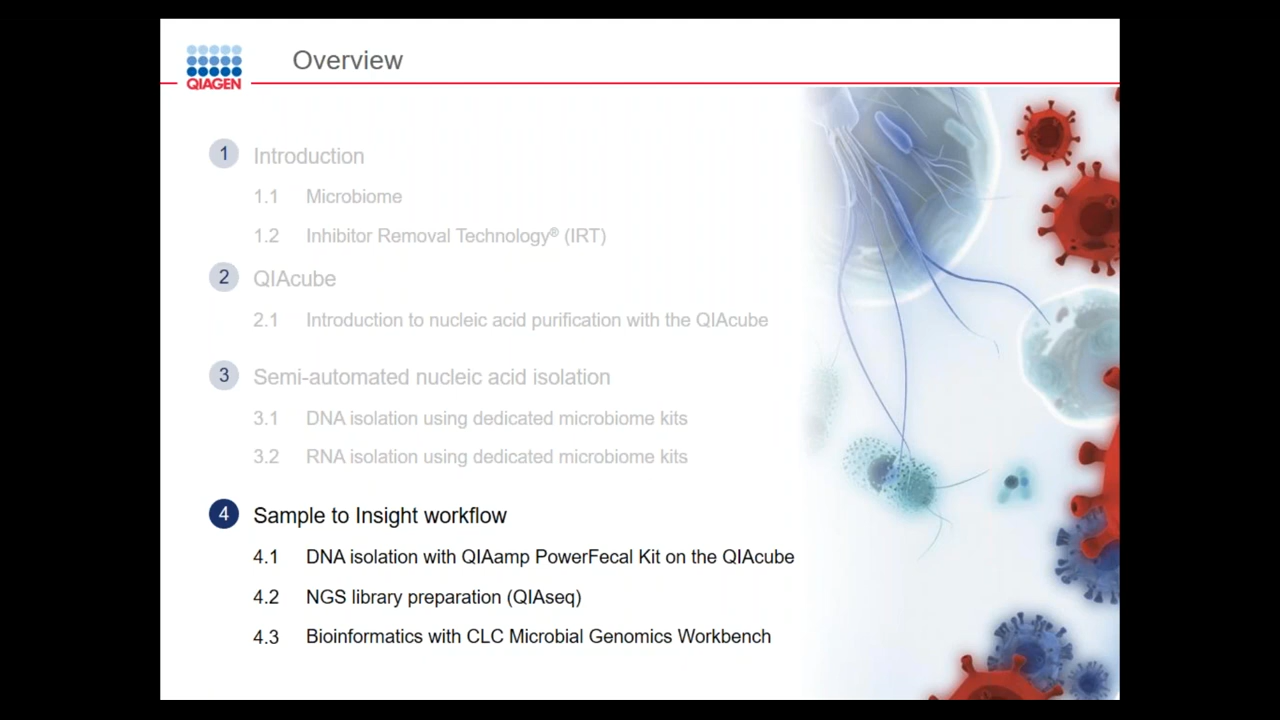 QIAGEN
Overview
1 Introduction
1.1 Microbiome
1.2 Inhibitor Removal Technology® (IRT)
2 QIAcube
2.1 Introduction to nucleic acid purification with the QIAcube
3 Semi-automated nucleic acid isolation
3.1 DNA isolation using dedicated microbiome kits
3.2 RNA isolation using dedicated microbiome kits
4 Sample to Insight workflow
4.1 DNA isolation with QIAamp PowerFecal Kit on the QIAcube
4.2 NGS library preparation (QIAseq)
4.3 Bioinformatics with CLC Microbial Genomics Workbench